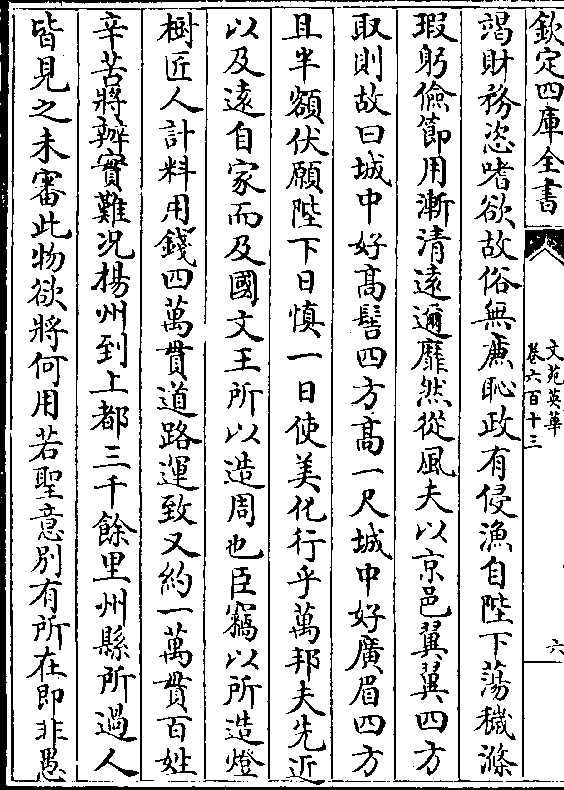 欽定四庫全書
文苑英華
卷六百十三
六
竭財務恣嗜欲故俗無㢘恥政有侵漁自陛下蕩穢滌
瑕躬儉節用漸清遠邇靡然從風夫以京邑翼翼四方
取則故曰城中好髙髻四方髙一尺城中好廣眉四方
且半額伏願陛下日慎一日使美化行乎萬邦夫先近
以及遠自家而及國文王所以造周也臣竊以所造燈
樹匠人計料用錢四萬貫道路運致又約一萬貫百姓
辛苦將辦實難况楊州到上都三千餘里州縣所過人
皆見之未審此物欲將何用若聖意別有所在即非愚